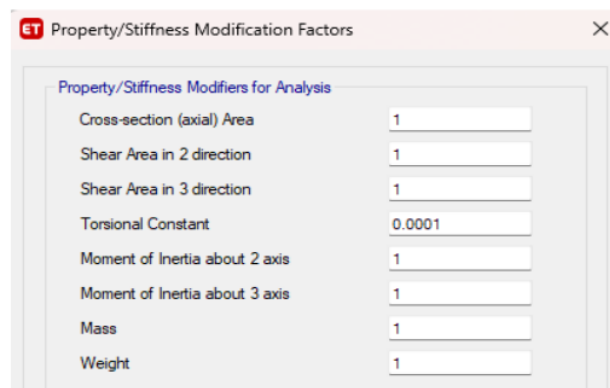 ET Property/Stiffness Modification Factors
Property/Stiffness Modifiers for Analysis
Cross-section (axial) Area 1
Shear Area in 2 direction 1
Shear Area in 3 direction 1
Torsional Constant 0.0001
Moment of Inertia about 2 axis 1
Moment of Inertia about 3 axis 1
Mass 1
Weight 1